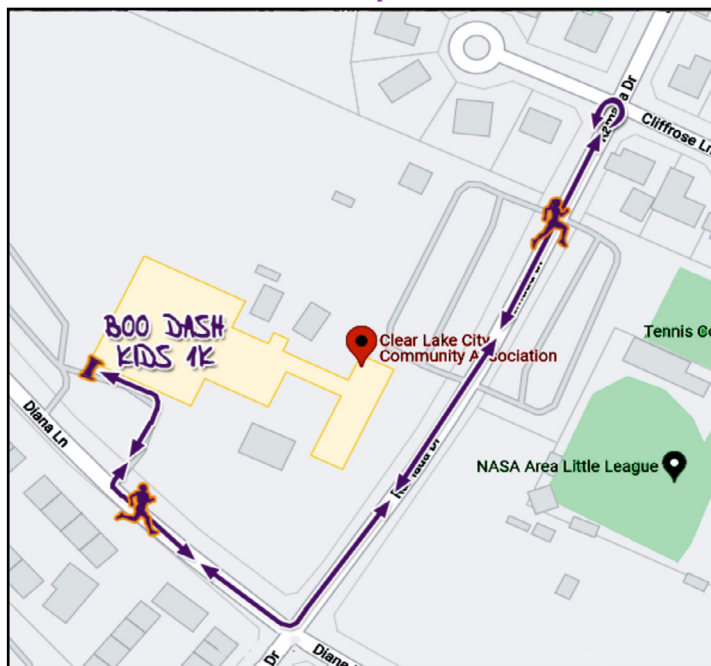 Cliffrose Ln
BOO DASH
KIDS 1K
Clear Lake City
Community A
Tennis Co
NASA Area Little League
Diana Ln
Dr
Diana